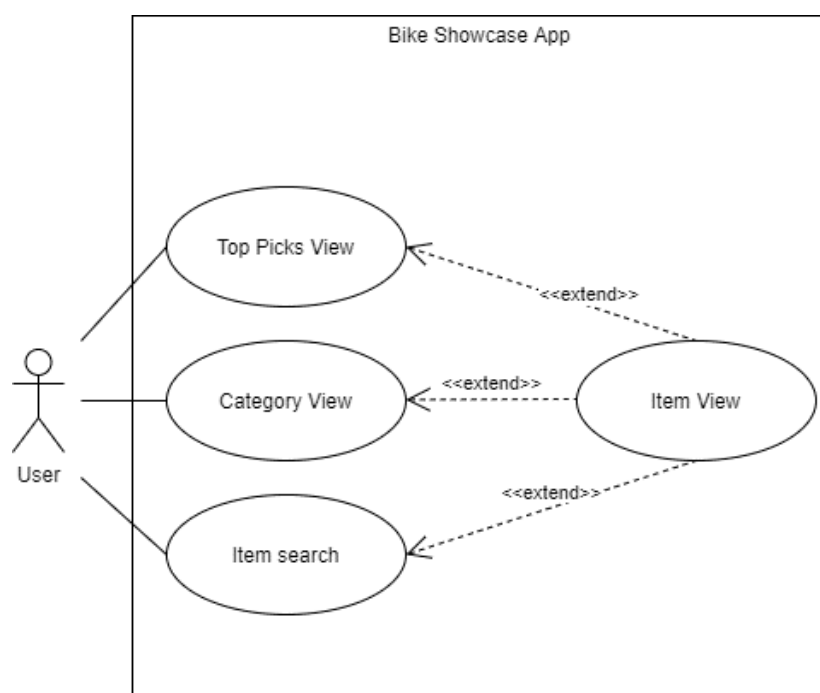 Bike Showcase App
Top Picks View
<<extend>>
Category View
<<extend>>
Item View
User
<<extend>>
Item search